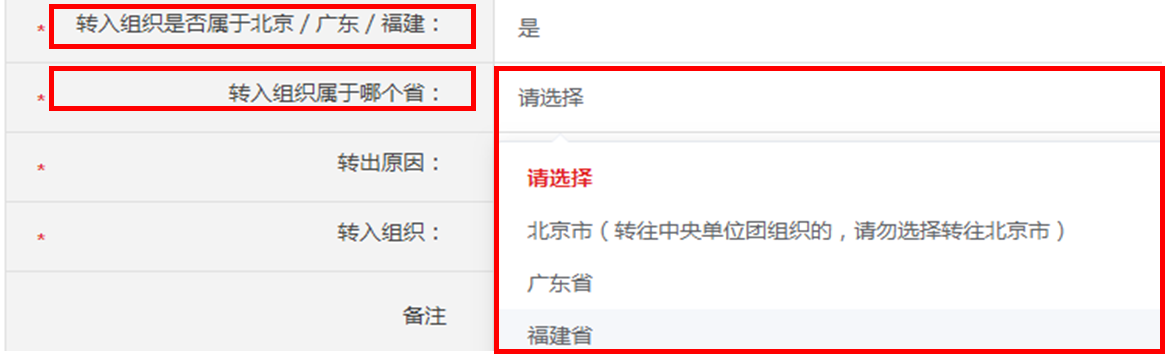 * 转入组织是否属于北京 / 广东 / 福建： 是
* 转入组织属于哪个省： 请选择
* 转出原因：
请选择
* 转入组织： 北京市（转往中央单位团组织的，请勿选择转往北京市）
广东省
备注
福建省